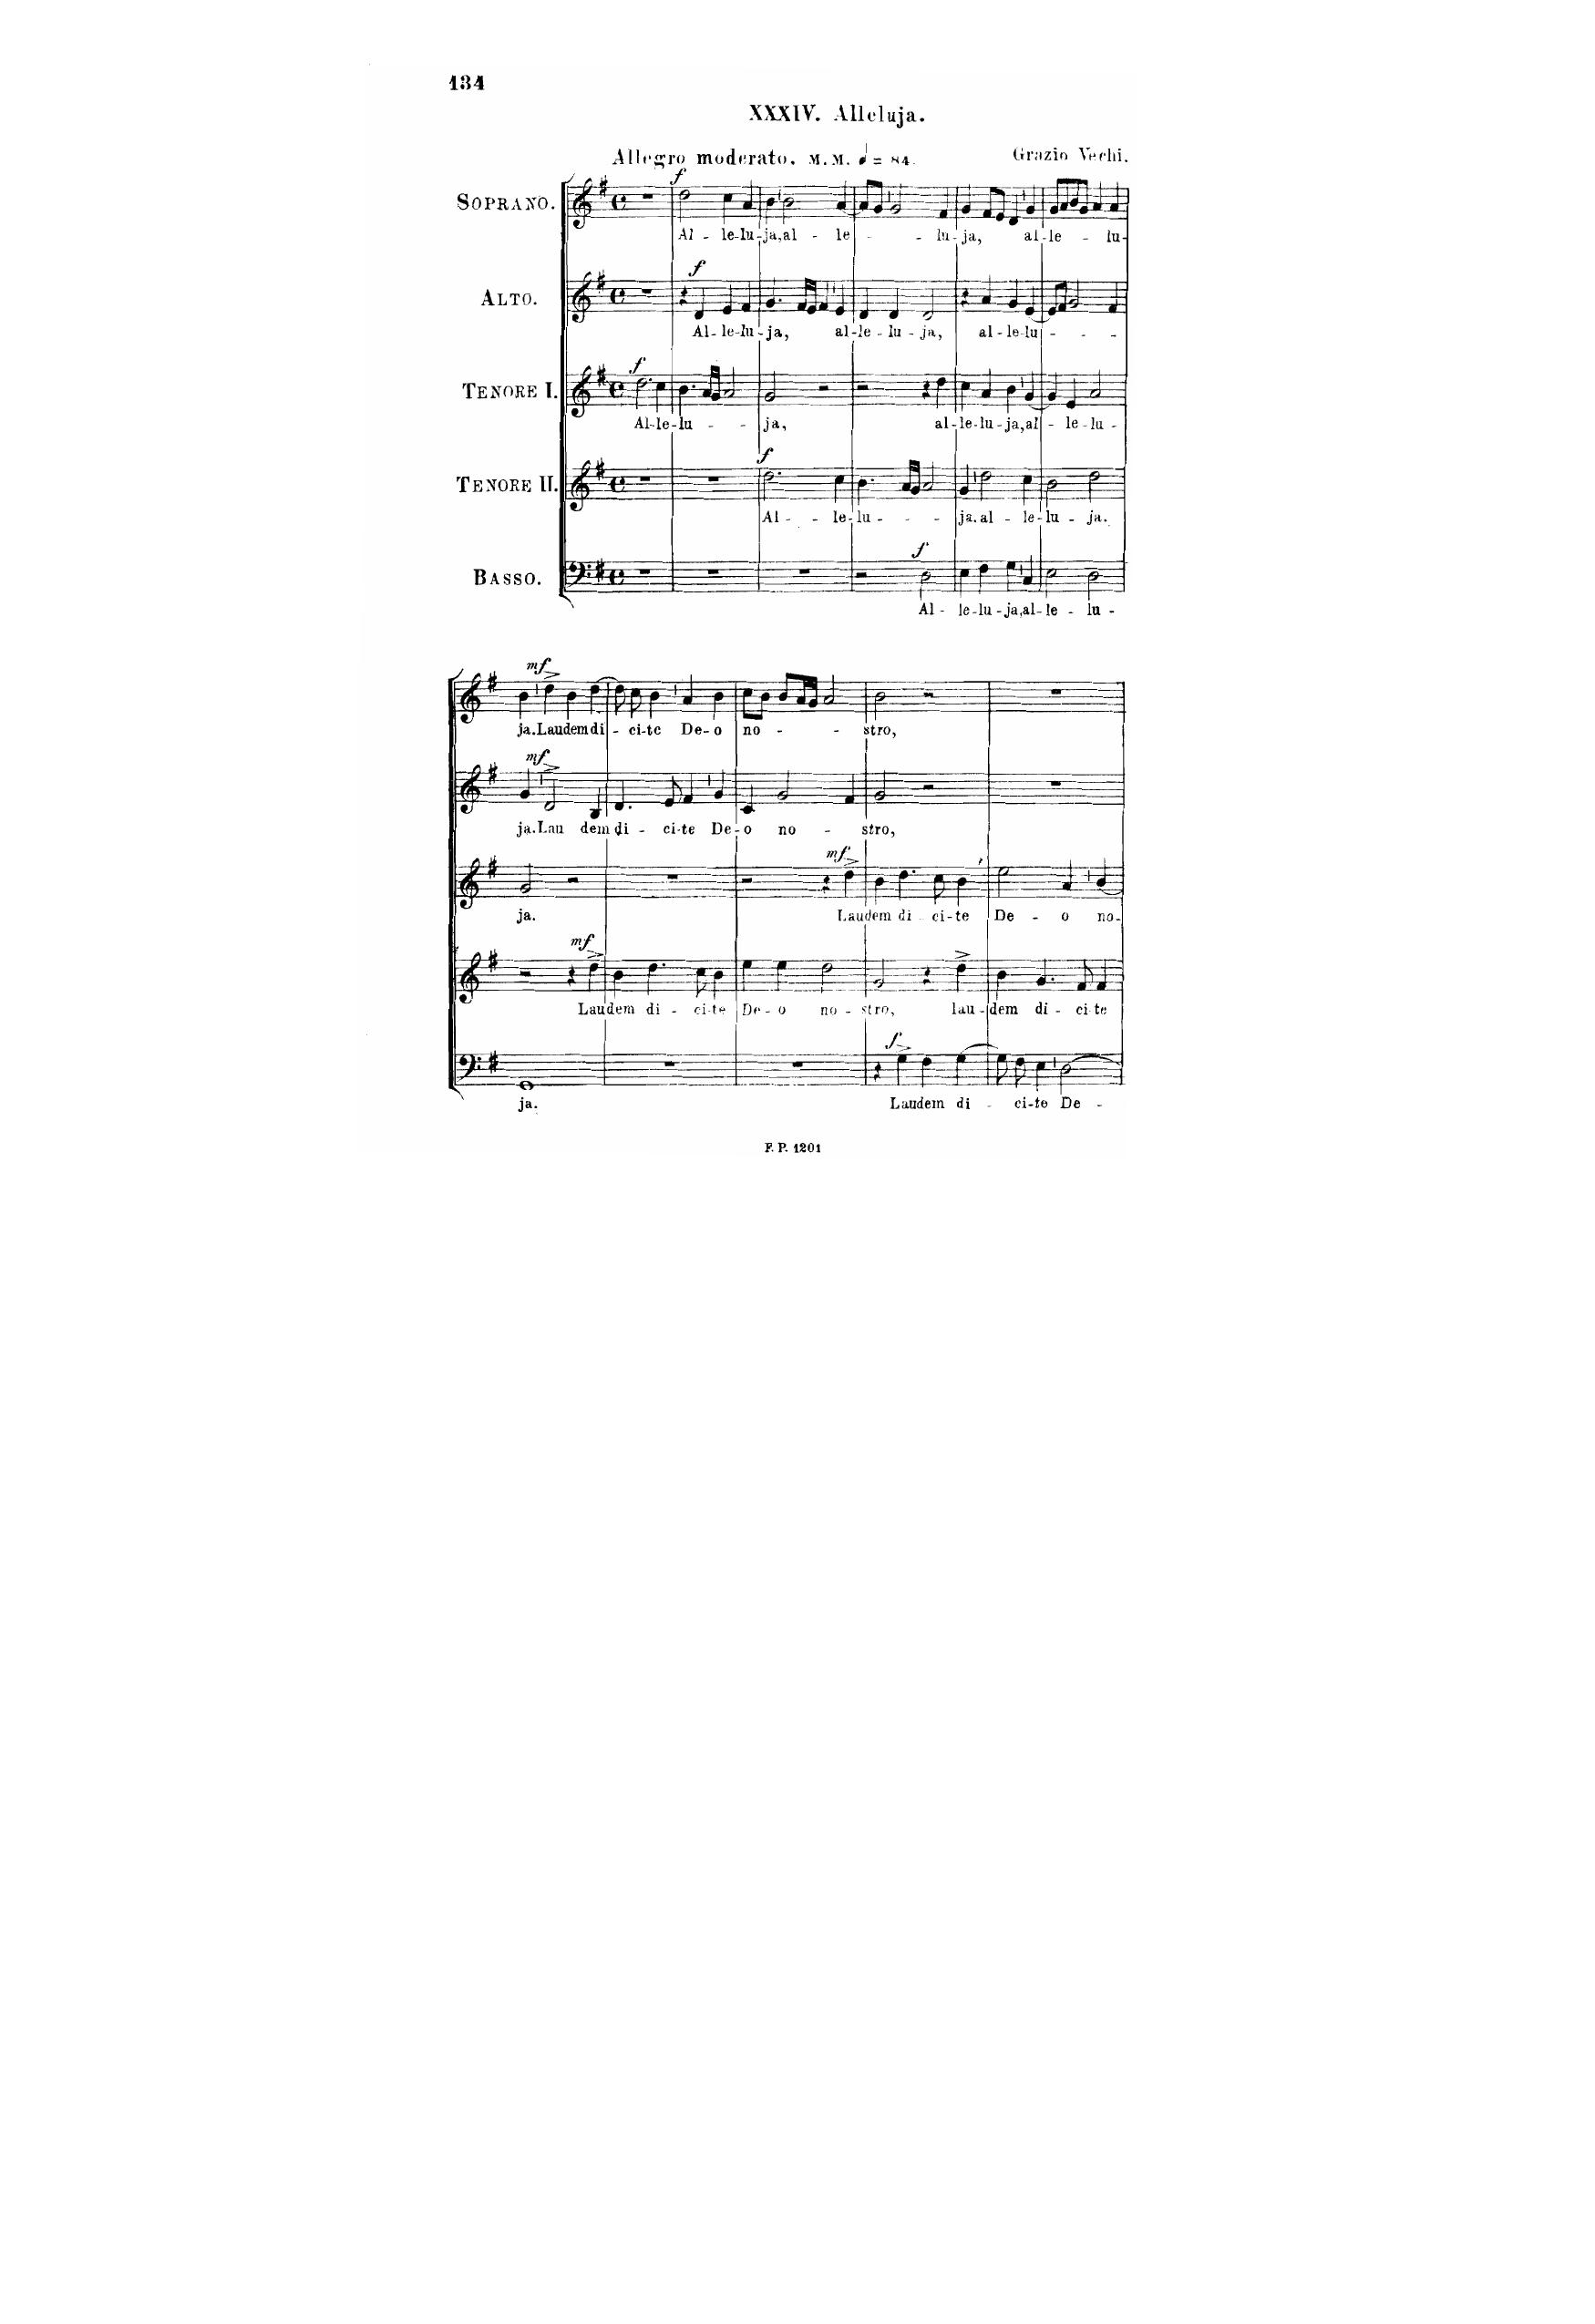 134
XXXIV. Alleluja.
Allegro moderato. M. M. = 84.
Grazio Vechi.
f
SOPRANO.
Al - le-lu-ja, al - le - - lu-ja, al-le - lu-
f
ALTO.
Al-le-lu-ja, al-le-lu-ja, al-le-lu - - -
f
TENORE I.
Al-le-lu - - ja, al-le-lu-ja, al - le-lu-
f
TENORE II.
Al - - le-lu - - - ja. al - le-lu - ja.
f
BASSO.
Al - le-lu-ja, al-le - lu -
mf
ja. Laudem di - ci-te De-o no - - stro,
mf
ja. Lau dem di - ci-te De-o no - stro,
mf
ja. Laudem di - ci-te De - o no-
mf
Laudem di - ci-te De-o no - stro, lau-dem di - ci-te
f
ja. Laudem di - ci-te De -
F. P. 1201